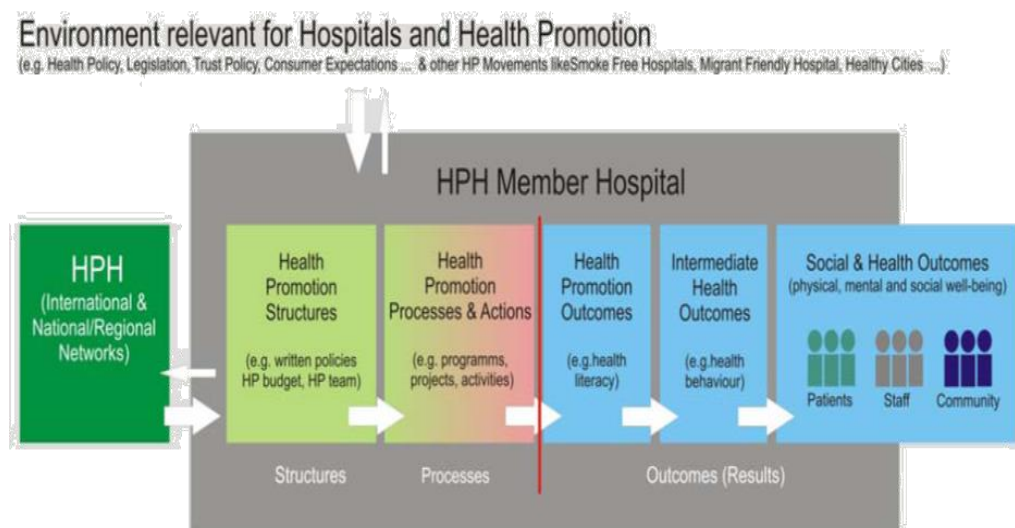 Environment relevant for Hospitals and Health Promotion
(e.g. Health Policy, Legislation, Trust Policy, Consumer Expectations ... & other HP Movements likeSmoke Free Hospitals, Migrant Friendly Hospital, Healthy Cities ...)
HPH Member Hospital
HPH
(International &
National/Regional
Networks)
Health
Promotion
Structures
(e.g. written policies
HP budget, HP team)
Health
Promotion
Processes & Actions
(e.g. programms,
projects, activities)
Health
Promotion
Outcomes
(e.g.health
literacy)
Intermediate
Health
Outcomes
(e.g.health
behaviour)
Social & Health Outcomes
(physical, mental and social well-being)
Patients
Staff
Community
Structures
Processes
Outcomes (Results)